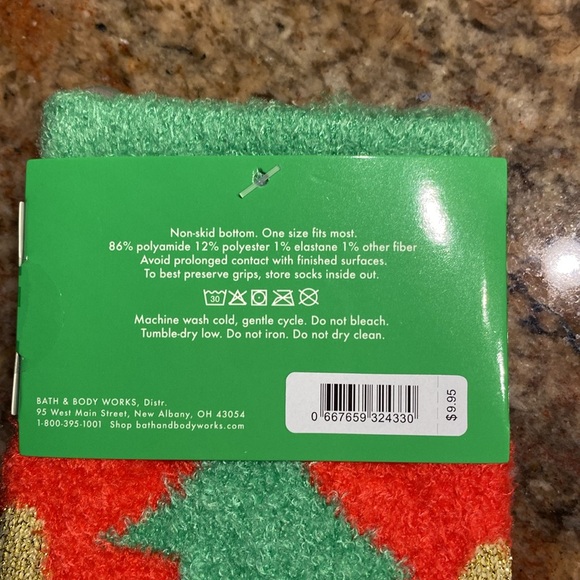 Non-skid bottom. One size fits most.
86% polyamide 12% polyester 1% elastane 1% other fiber
Avoid prolonged contact with finished surfaces.
To best preserve grips, store socks inside out.
30
Machine wash cold, gentle cycle. Do not bleach.
Tumble-dry low. Do not iron. Do not dry clean.
BATH & BODY WORKS, Distr.
95 West Main Street, New Albany, OH 43054
1-800-395-1001 Shop bathandbodyworks.com
0 667659 324330
$9.95